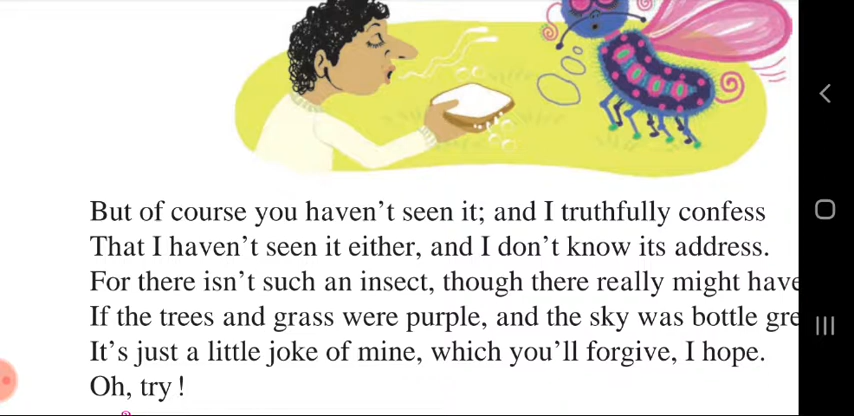 But of course you haven't seen it; and I truthfully confess
That I haven't seen it either, and I don't know its address.
For there isn't such an insect, though there really might have
If the trees and grass were purple, and the sky was bottle gre
It's just a little joke of mine, which you'll forgive, I hope.
Oh, try !